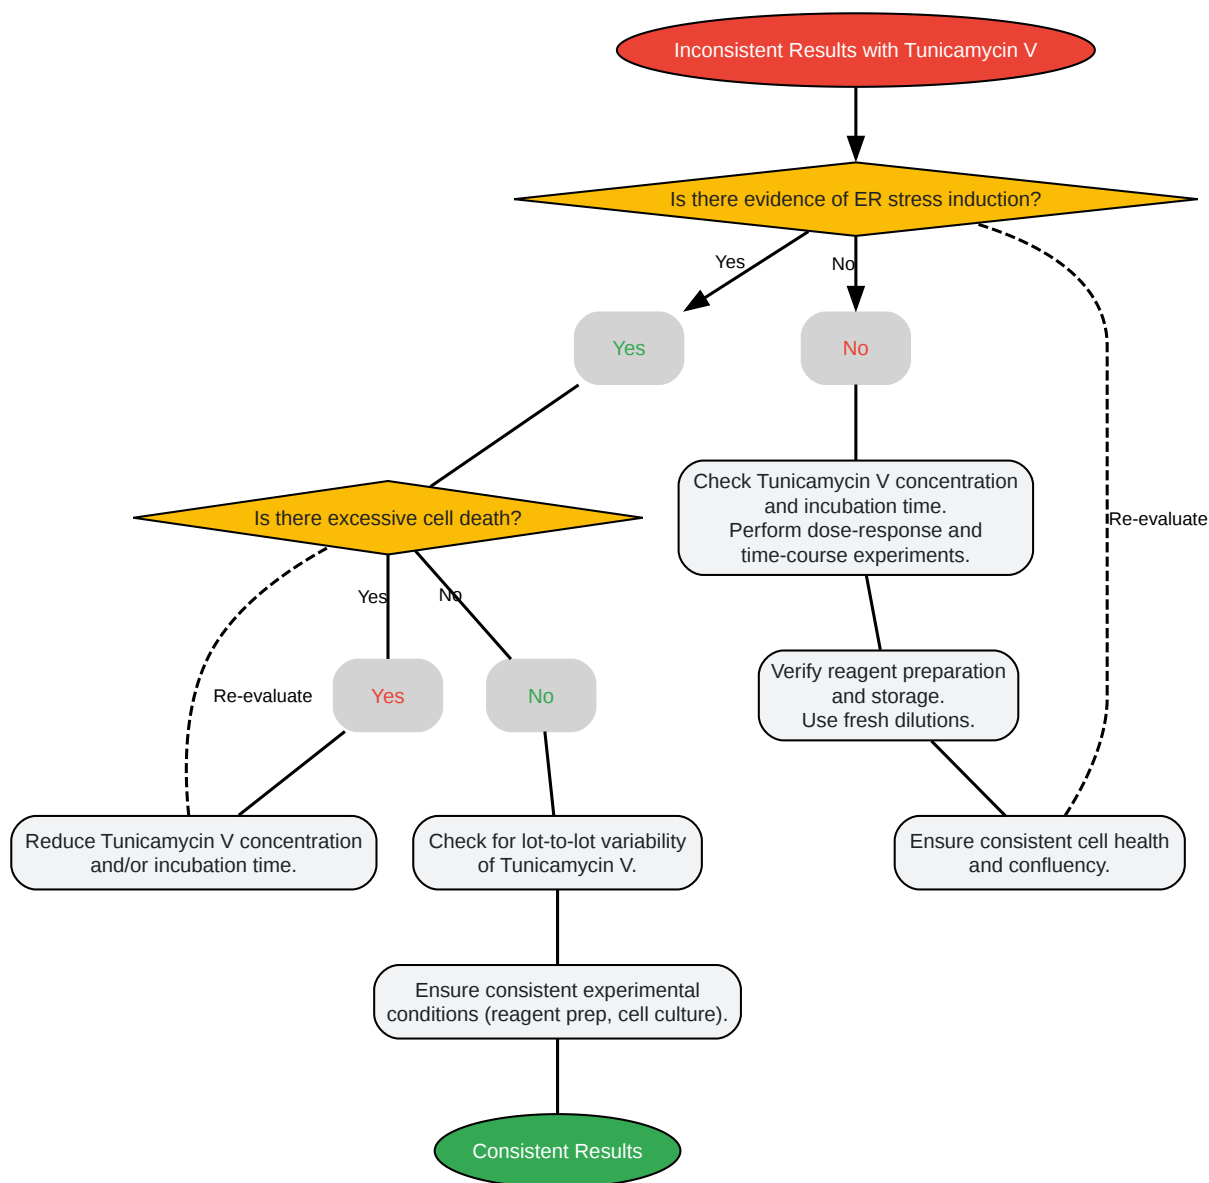 Inconsistent Results with Tunicamycin V
Is there evidence of ER stress induction?
Yes
No
Yes
No
Check Tunicamycin V concentration
and incubation time.
Perform dose-response and
time-course experiments.
Is there excessive cell death?
Re-evaluate
Yes
No
Verify reagent preparation
and storage.
Use fresh dilutions.
Re-evaluate
Yes
No
Reduce Tunicamycin V concentration
and/or incubation time.
Check for lot-to-lot variability
of Tunicamycin V.
Ensure consistent cell health
and confluency.
Ensure consistent experimental
conditions (reagent prep, cell culture).
Consistent Results